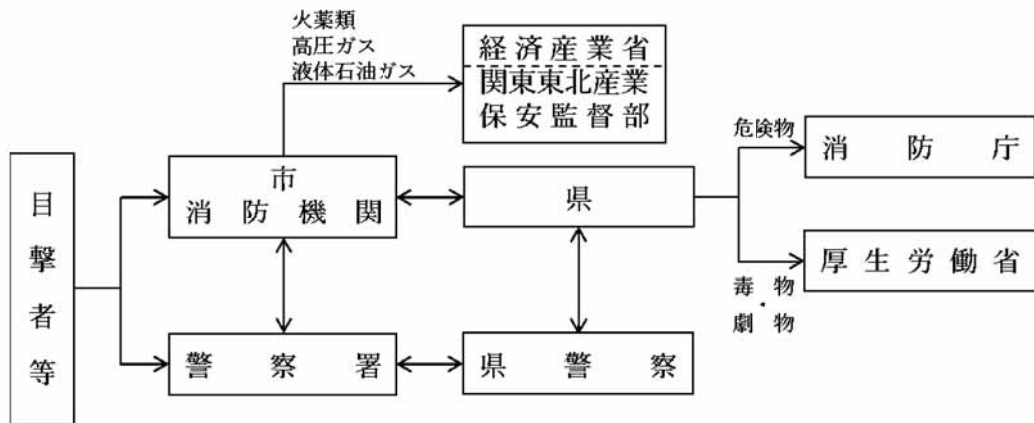 火薬類
高圧ガス
液体石油ガス
経済産業省
関東東北産業
保安監督部
目撃者等
市
消防機関
県
危険物
消防庁
厚生労働省
毒物・劇物
警察署
県警察